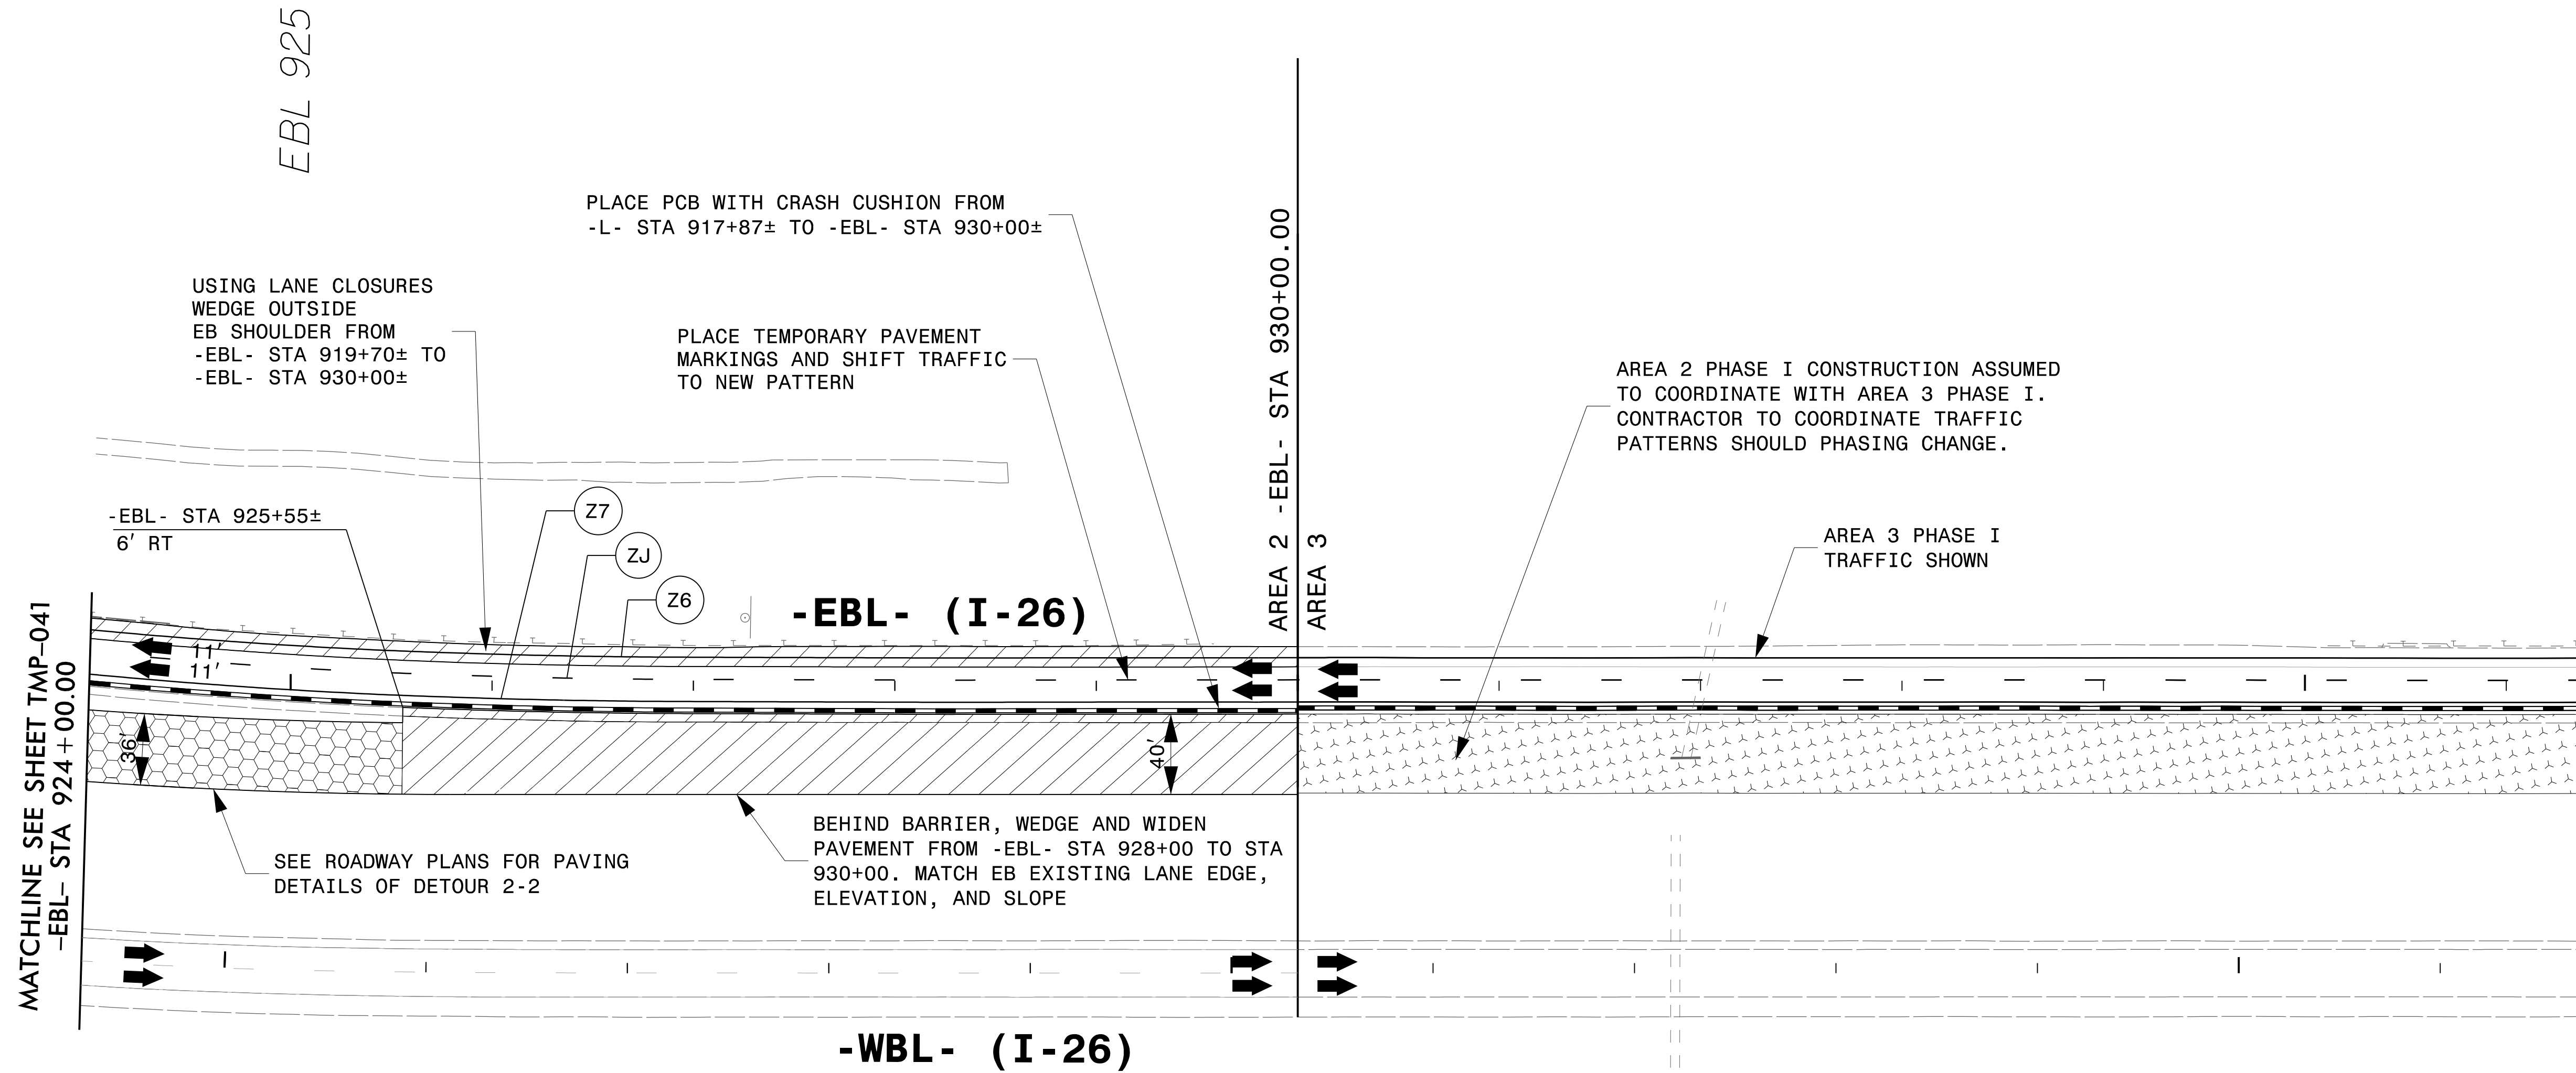 EBL 925
PLACE PCB WITH CRASH CUSHION FROM
-L- STA 917+87± TO -EBL- STA 930+00±
USING LANE CLOSURES
WEDGE OUTSIDE
EB SHOULDER FROM
-EBL- STA 919+70± TO
-EBL- STA 930+00±
PLACE TEMPORARY PAVEMENT
MARKINGS AND SHIFT TRAFFIC
TO NEW PATTERN
AREA 2 -EBL- STA 930+00.00
AREA 3
AREA 2 PHASE I CONSTRUCTION ASSUMED
TO COORDINATE WITH AREA 3 PHASE I.
CONTRACTOR TO COORDINATE TRAFFIC
PATTERNS SHOULD PHASING CHANGE.
AREA 3 PHASE I
TRAFFIC SHOWN
-EBL- STA 925+55±
6' RT
Z7
ZJ
Z6
-EBL- (I-26)
MATCHLINE SEE SHEET TMP-041
-EBL- STA 924+00.00
11'
11'
36'
40'
BEHIND BARRIER, WEDGE AND WIDEN
PAVEMENT FROM -EBL- STA 928+00 TO STA
930+00. MATCH EB EXISTING LANE EDGE,
ELEVATION, AND SLOPE
SEE ROADWAY PLANS FOR PAVING
DETAILS OF DETOUR 2-2
-WBL- (I-26)